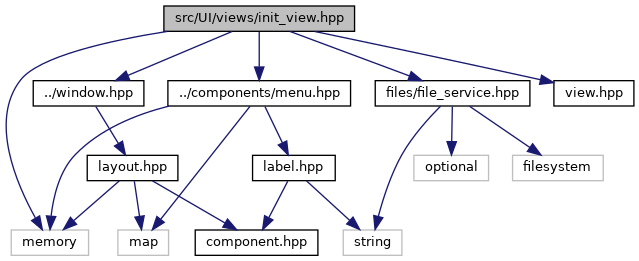 src/UI/views/init_view.hpp
../window.hpp
../components/menu.hpp
files/file_service.hpp
view.hpp
layout.hpp
label.hpp
optional
filesystem
memory
map
component.hpp
string